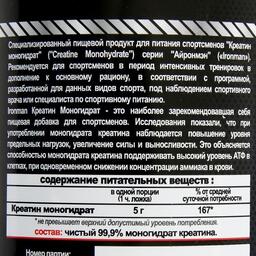 Специализированный пищевой продукт для питания спортсменов "Креатин
моногидрат" ("Creatine Monohydrate") серии "Айронмэн" («Ironman»).
Рекомендуется для спортсменов в период интенсивных тренировок в
дополнение к основному рациону, в соответствии с программой,
разработанной для данных видов спорта, под наблюдением спортивного
врача или специалиста по спортивному питанию.
Ironman Креатин Моногидрат - это наиболее зарекомендовавшая себя
пищевая добавка для спортсменов. Исследования показали, что при
употреблении моногидрата креатина наблюдается повышение уровня
предельных нагрузок, увеличение силы и выносливости. Это объясняется
способностью моногидрата креатина поддерживать высокий уровень АТФ в
клетках, при одновременном снижении концентрации аммиака в крови.
содержание питательных веществ :
в одной порции % от средней
(1 ч. ложка) суточной потребности
Креатин моногидрат 5 г 167*
*не превышает верхний допустимый уровень потребления.
состав: чистый 99,9% моногидрат креатина.
Номер партии: